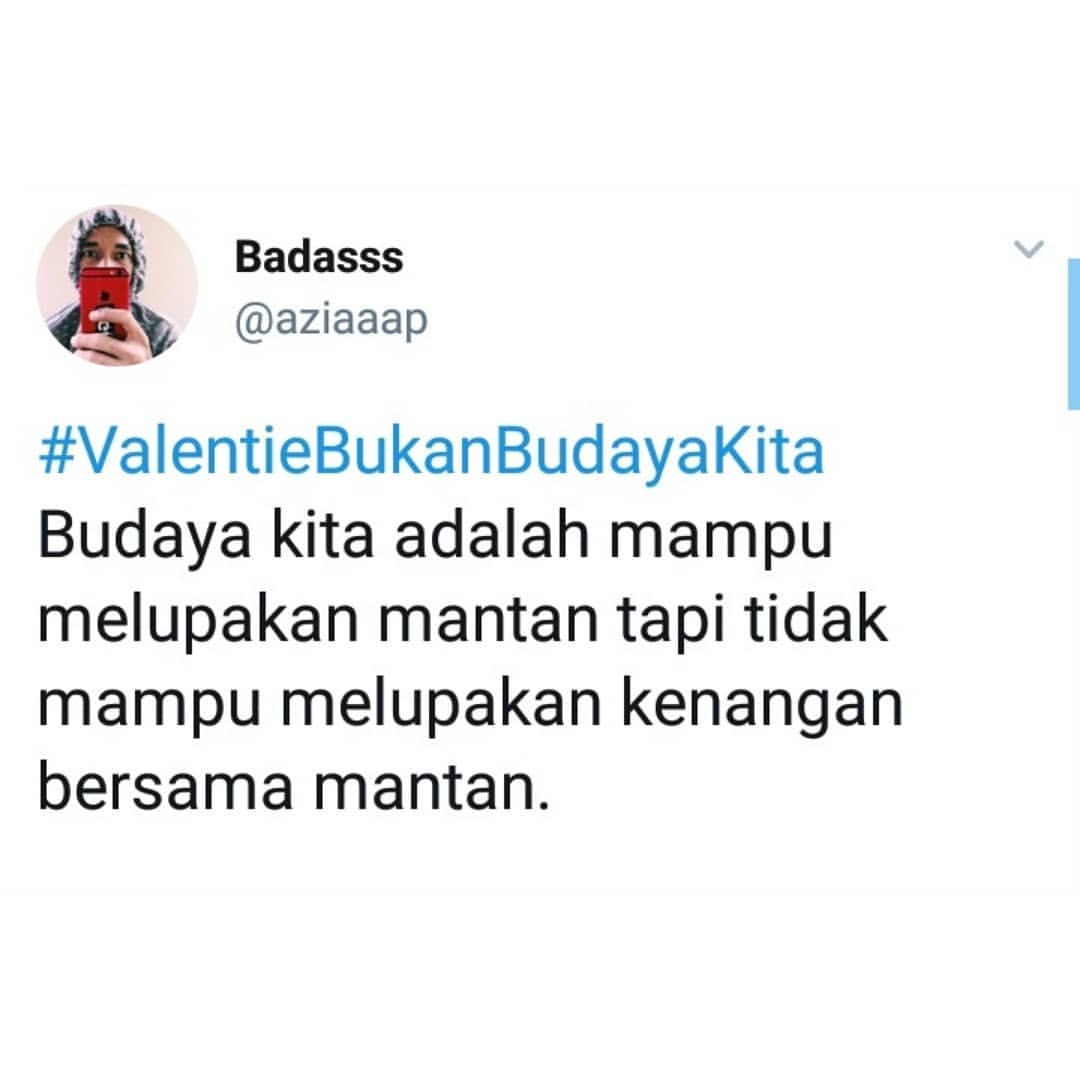 Badasss
@aziaaap
#ValentieBukanBudayaKita
Budaya kita adalah mampu
melupakan mantan tapi tidak
mampu melupakan kenangan
bersama mantan.